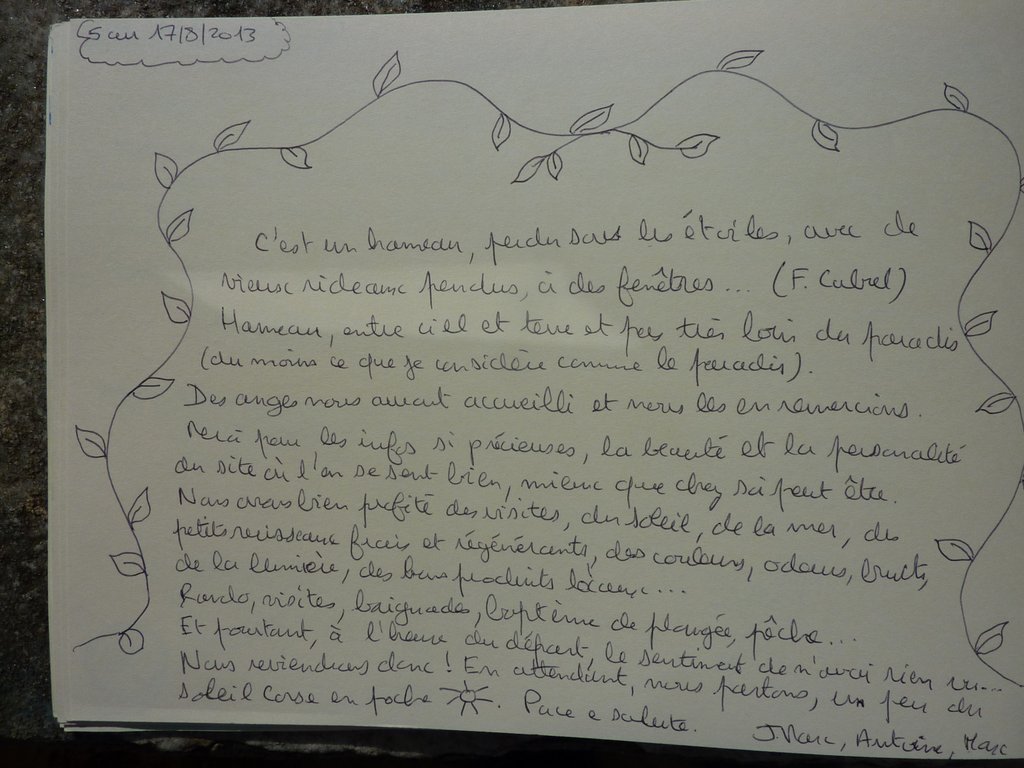 5 au 17/8/2013
C'est un hameau, perdu sous les étoiles, avec de
vieux rideaux pendus, à des fenêtres... (F. Cabrel)
Hameau, entre ciel et terre et pas très loin du paradis
(du moins ce que je considère comme le paradis).
Des anges nous auront accueilli et nous les en remercions.
Merci pour les infos si précieuses, la beauté et la personalité
du site où l'on se sent bien, mieux que chez soi peut être.
Nous avons bien profité des visites, du soleil, de la mer, des
petits ruisseaux frais et régénérants, des couleurs, odeurs, bruits,
de la lumière, des bons produits locaux...
Rando, visites, baignades, baptème de plongée, pêche...
Et pourtant, à l'heure du départ, le sentiment de n'avoir rien vu...
Nous reviendrons donc ! En attendant, nous partons, un peu du
soleil Corse en poche. Pace e salute.
JMarc, Antoine, Marc